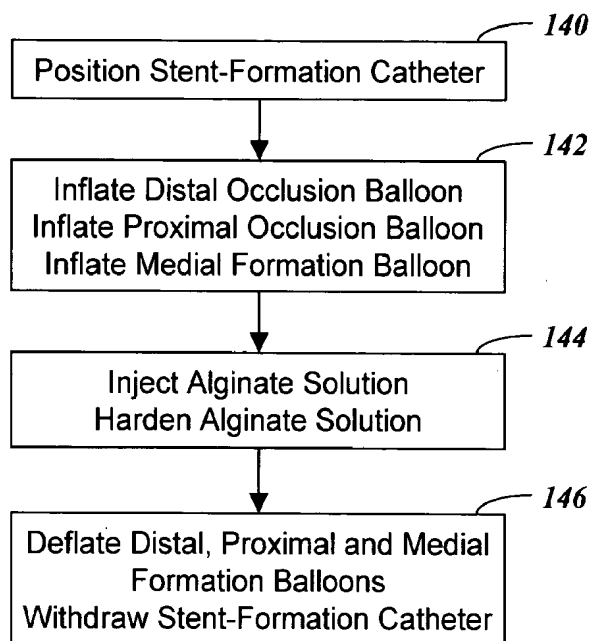 140
Position Stent-Formation Catheter
142
Inflate Distal Occlusion Balloon
Inflate Proximal Occlusion Balloon
Inflate Medial Formation Balloon
144
Inject Alginate Solution
Harden Alginate Solution
146
Deflate Distal, Proximal and Medial
Formation Balloons
Withdraw Stent-Formation Catheter